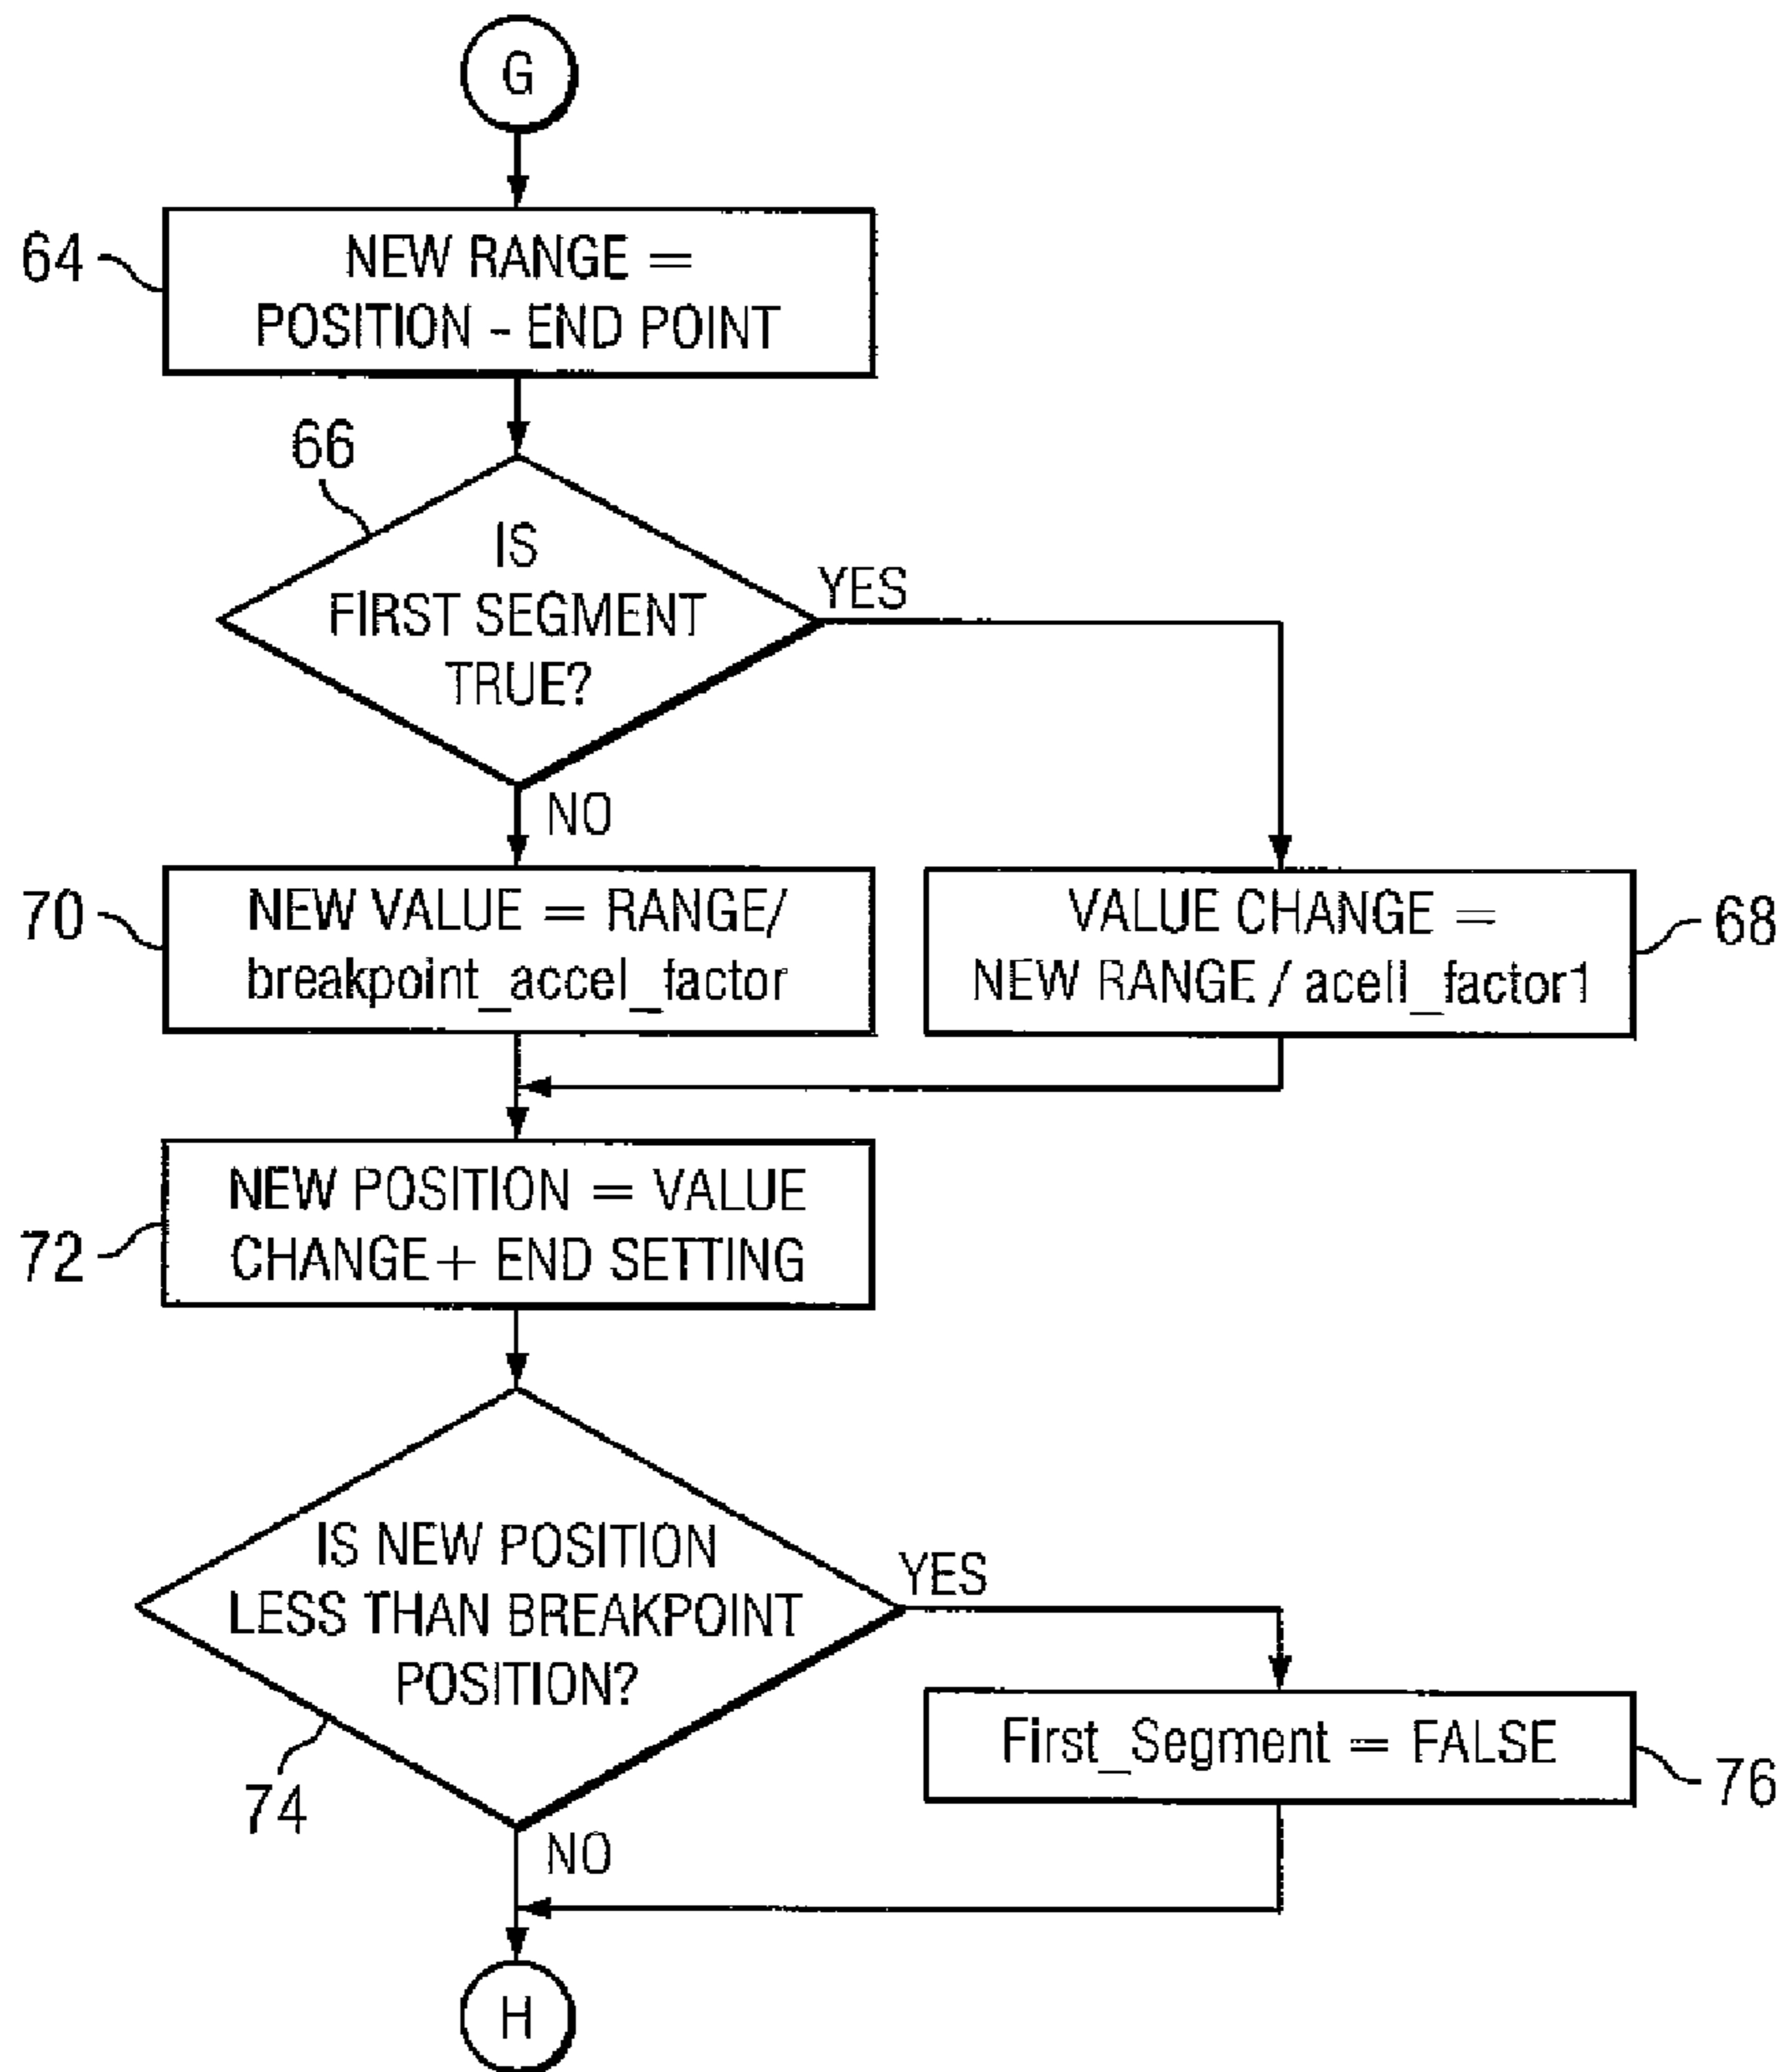 G
64
NEW RANGE =
POSITION - END POINT
66
IS
FIRST SEGMENT
TRUE?
YES
NO
70
NEW VALUE = RANGE/
breakpoint_accel_factor
VALUE CHANGE =
NEW RANGE / acell_factor1
68
72
NEW POSITION = VALUE
CHANGE + END SETTING
IS NEW POSITION
LESS THAN BREAKPOINT
POSITION?
YES
74
NO
First_Segment = FALSE
76
H